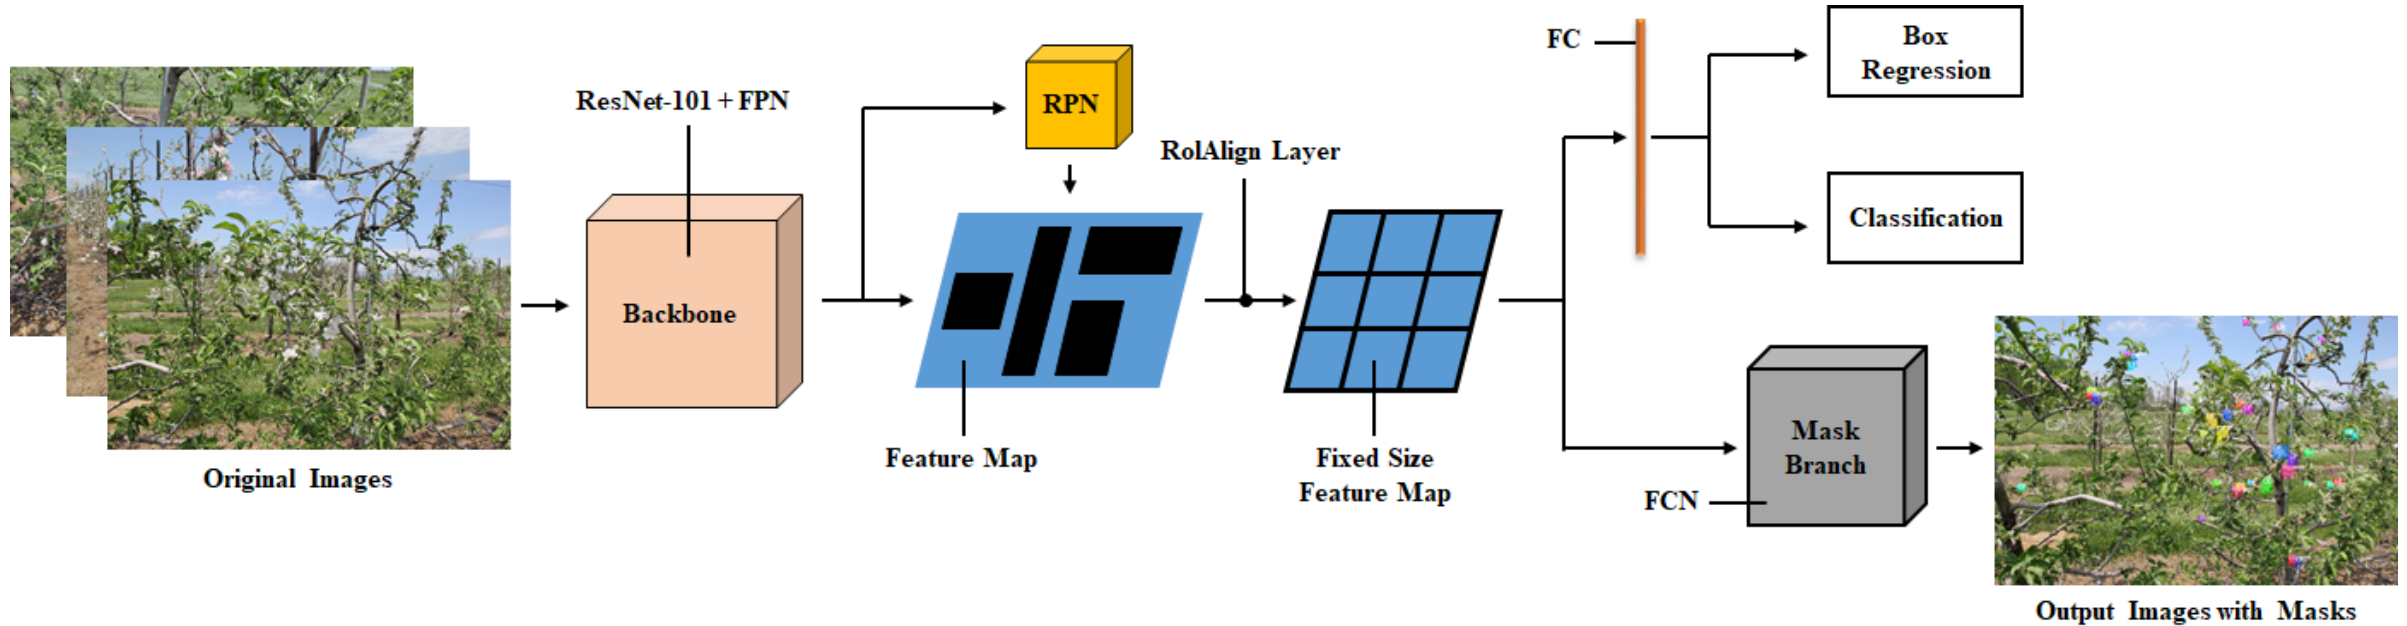 Original Images
ResNet-101 + FPN
Backbone
RPN
Feature Map
RoIAlign Layer
Fixed Size
Feature Map
FC
Box
Regression
Classification
Mask
Branch
FCN
Output Images with Masks